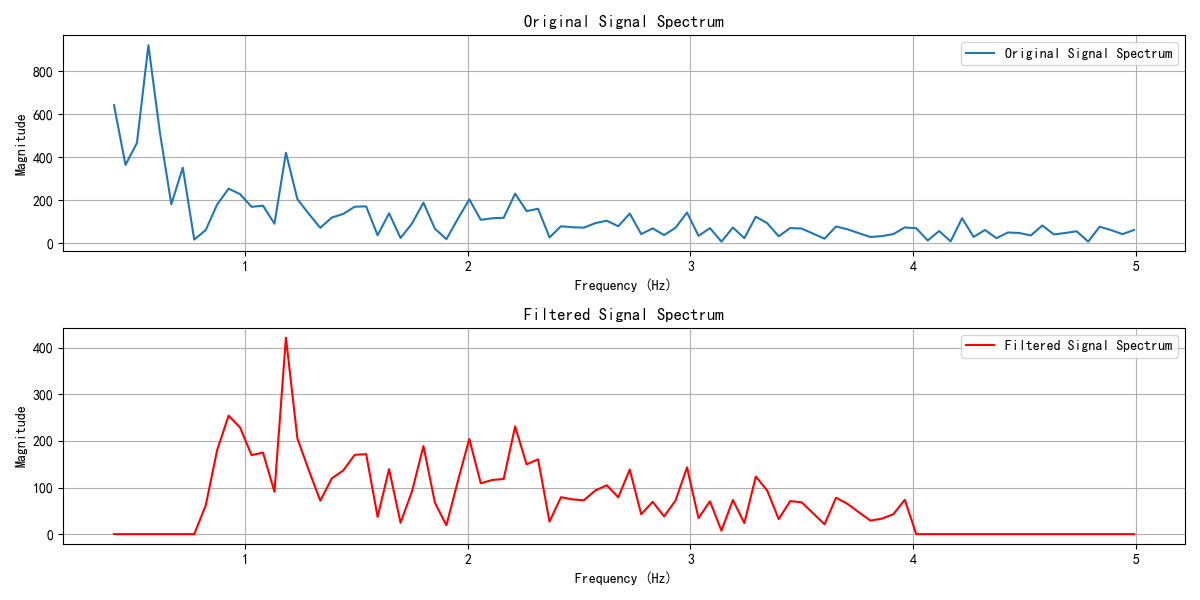 Original Signal Spectrum
Original Signal Spectrum
Magnitude
800
600
400
200
0
1 2 3 4 5
Frequency (Hz)
Filtered Signal Spectrum
Filtered Signal Spectrum
Magnitude
400
300
200
100
0
1 2 3 4 5
Frequency (Hz)